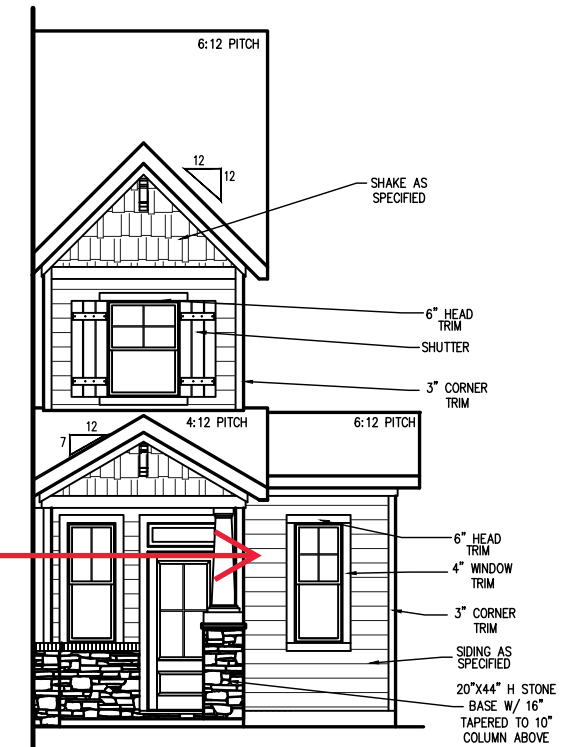 6:12 PITCH
12
12
SHAKE AS
SPECIFIED
6" HEAD
TRIM
SHUTTER
3" CORNER
TRIM
12
7
4:12 PITCH
6:12 PITCH
6" HEAD
TRIM
4" WINDOW
TRIM
3" CORNER
TRIM
SIDING AS
SPECIFIED
20"X44" H STONE
BASE W/ 16"
TAPERED TO 10"
COLUMN ABOVE